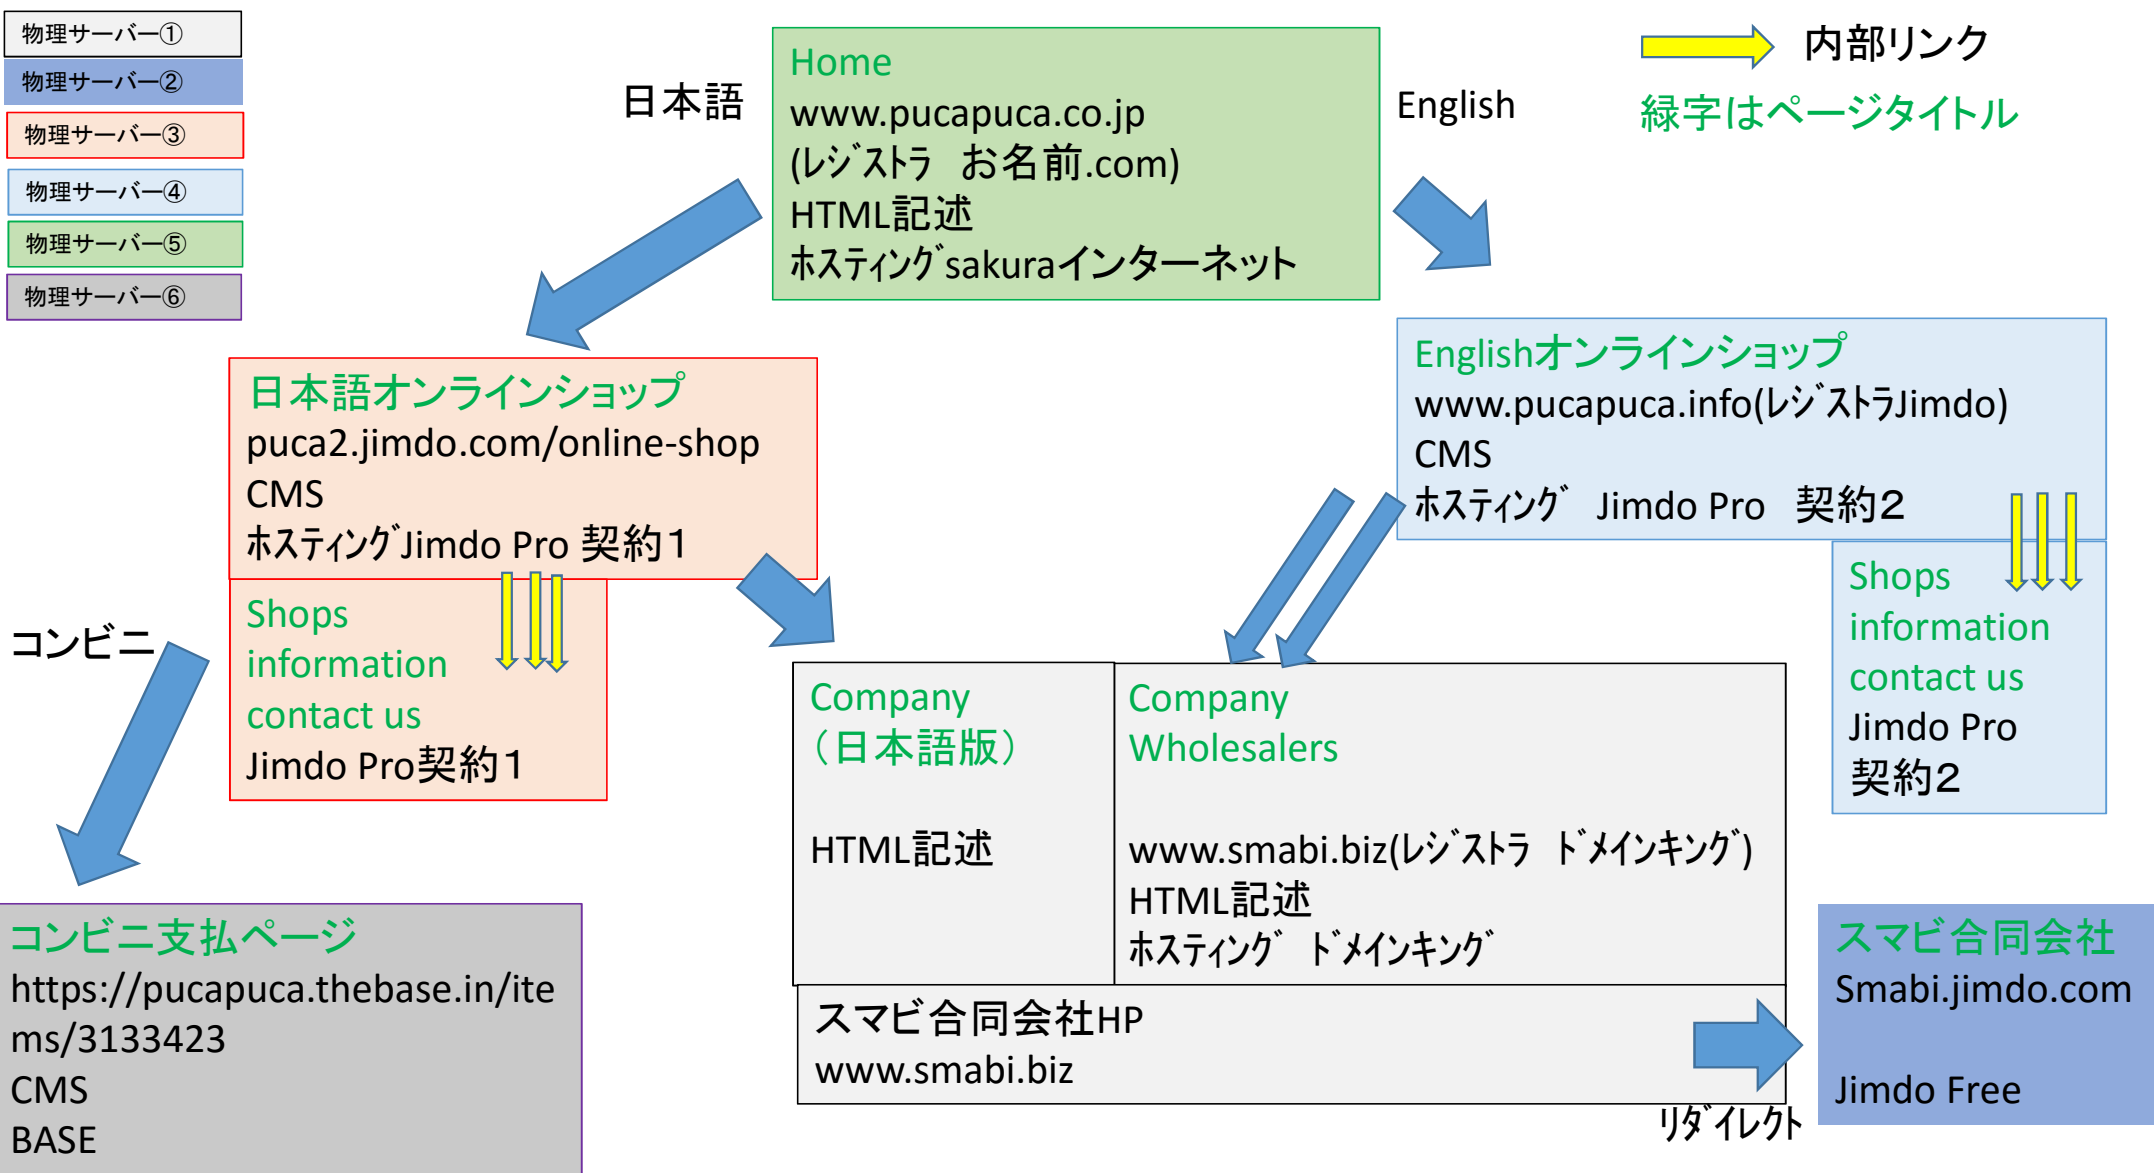 物理サーバー①
物理サーバー②
物理サーバー③
物理サーバー④
物理サーバー⑤
物理サーバー⑥
日本語
Home
www.pucapuca.co.jp
(ﾚｼﾞｽﾄﾗ　お名前.com)
HTML記述
ﾎｽティﾝｸﾞsakuraインターネット
English
内部リンク
緑字はページタイトル
日本語オンラインショップ
puca2.jimdo.com/online-shop
CMS
ﾎｽティﾝｸﾞJimdo Pro 契約１
Shops
information
contact us
Jimdo Pro契約１
Englishオンラインショップ
www.pucapuca.info(ﾚｼﾞｽﾄﾗJimdo)
CMS
ﾎｽティﾝｸﾞ　Jimdo Pro　契約２
Shops
information
contact us
Jimdo Pro
契約２
コンビニ
コンビニ支払ページ
https://pucapuca.thebase.in/ite
ms/3133423
CMS
BASE
Company
（日本語版）
HTML記述
Company
Wholesalers
www.smabi.biz(ﾚｼﾞｽﾄﾗ　ﾄﾞﾒｲﾝｷﾝｸﾞ)
HTML記述
ﾎｽティﾝｸﾞ　ﾄﾞﾒｲﾝｷﾝｸﾞ
スマビ合同会社HP
www.smabi.biz
ﾘﾀﾞｲﾚｸﾄ
スマビ合同会社
Smabi.jimdo.com
Jimdo Free